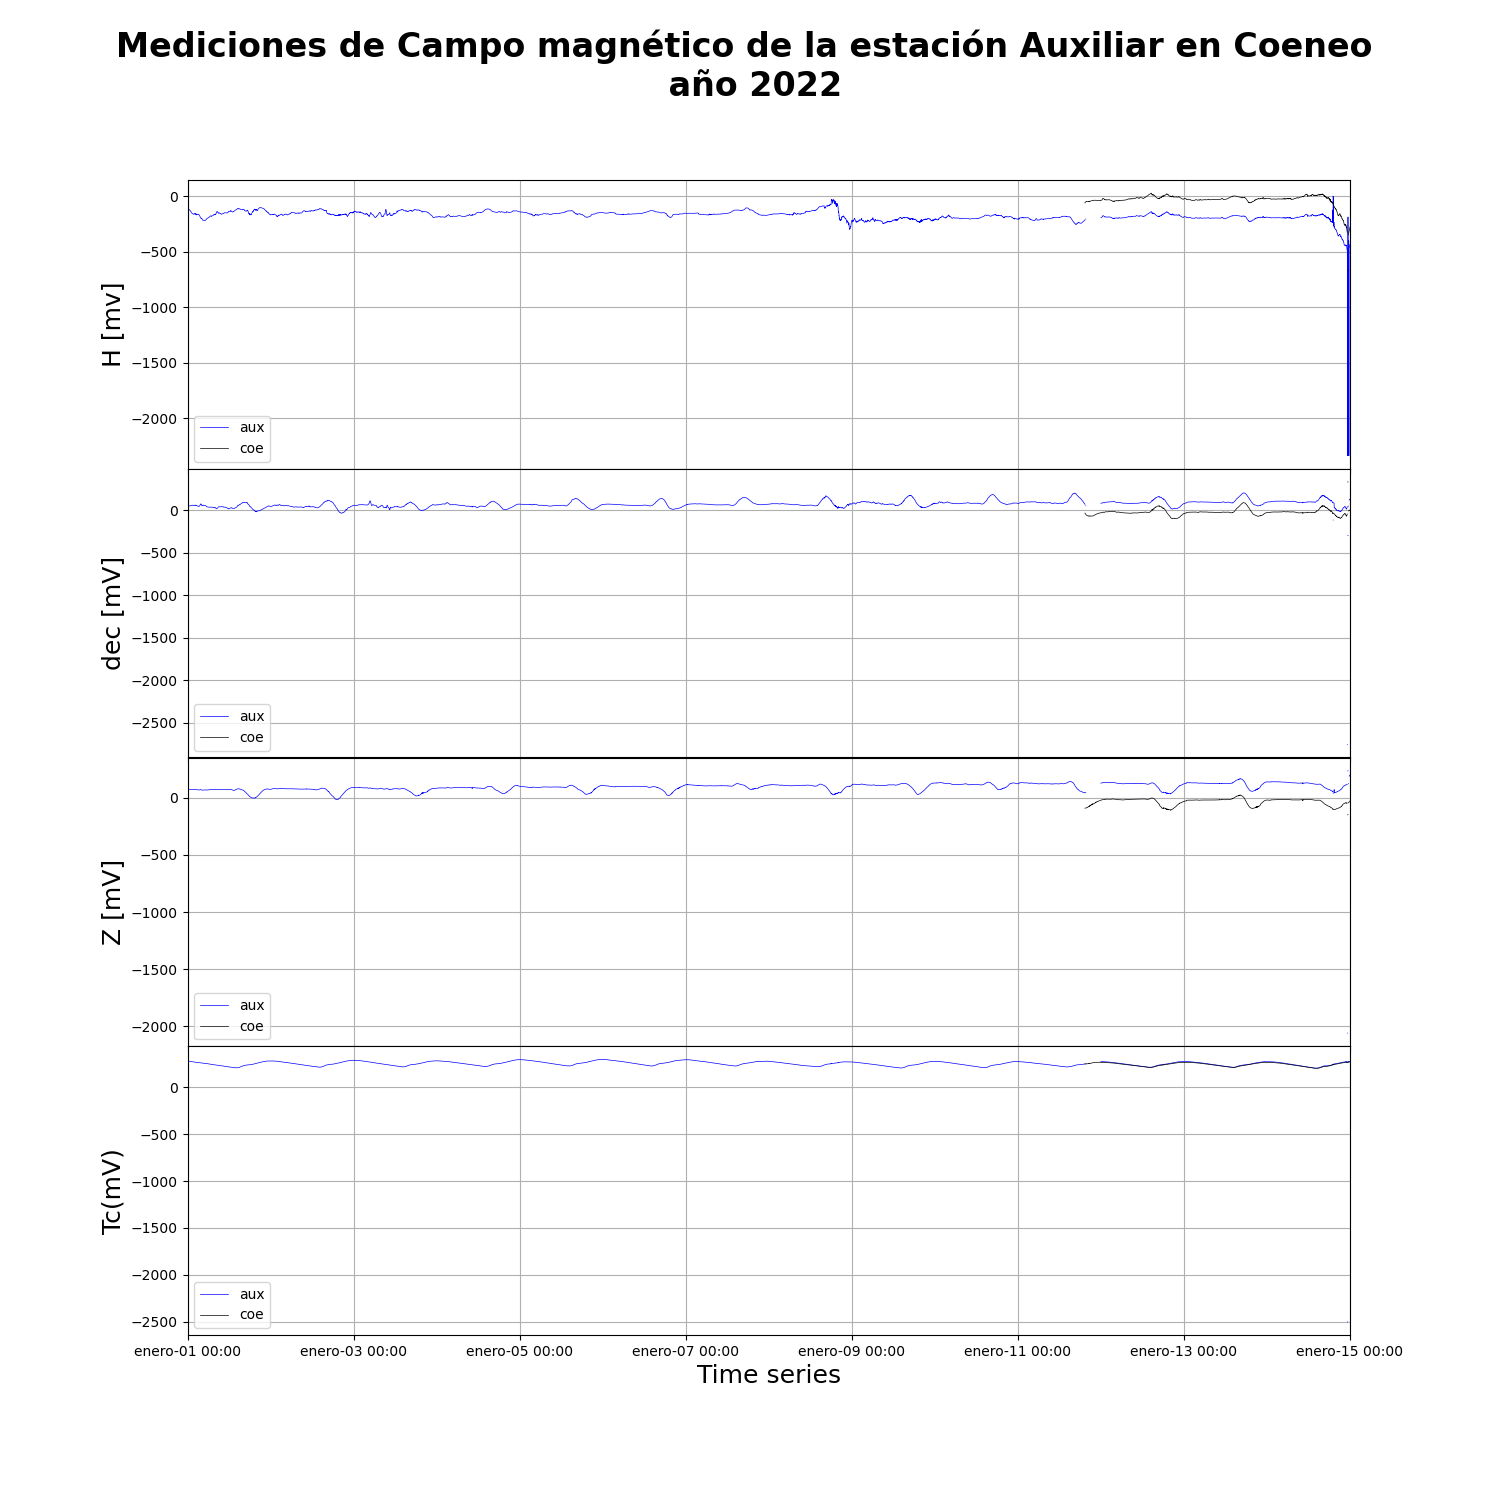 Mediciones de Campo magnético de la estación Auxiliar en Coeneo
año 2022
0
−500
−1000
−1500
−2000
H [mv]
aux
coe
0
−500
−1000
−1500
−2000
−2500
dec [mV]
aux
coe
0
−500
−1000
−1500
−2000
Z [mV]
aux
coe
0
−500
−1000
−1500
−2000
−2500
Tc(mV)
aux
coe
enero-01 00:00 enero-03 00:00 enero-05 00:00 enero-07 00:00 enero-09 00:00 enero-11 00:00 enero-13 00:00 enero-15 00:00
Time series